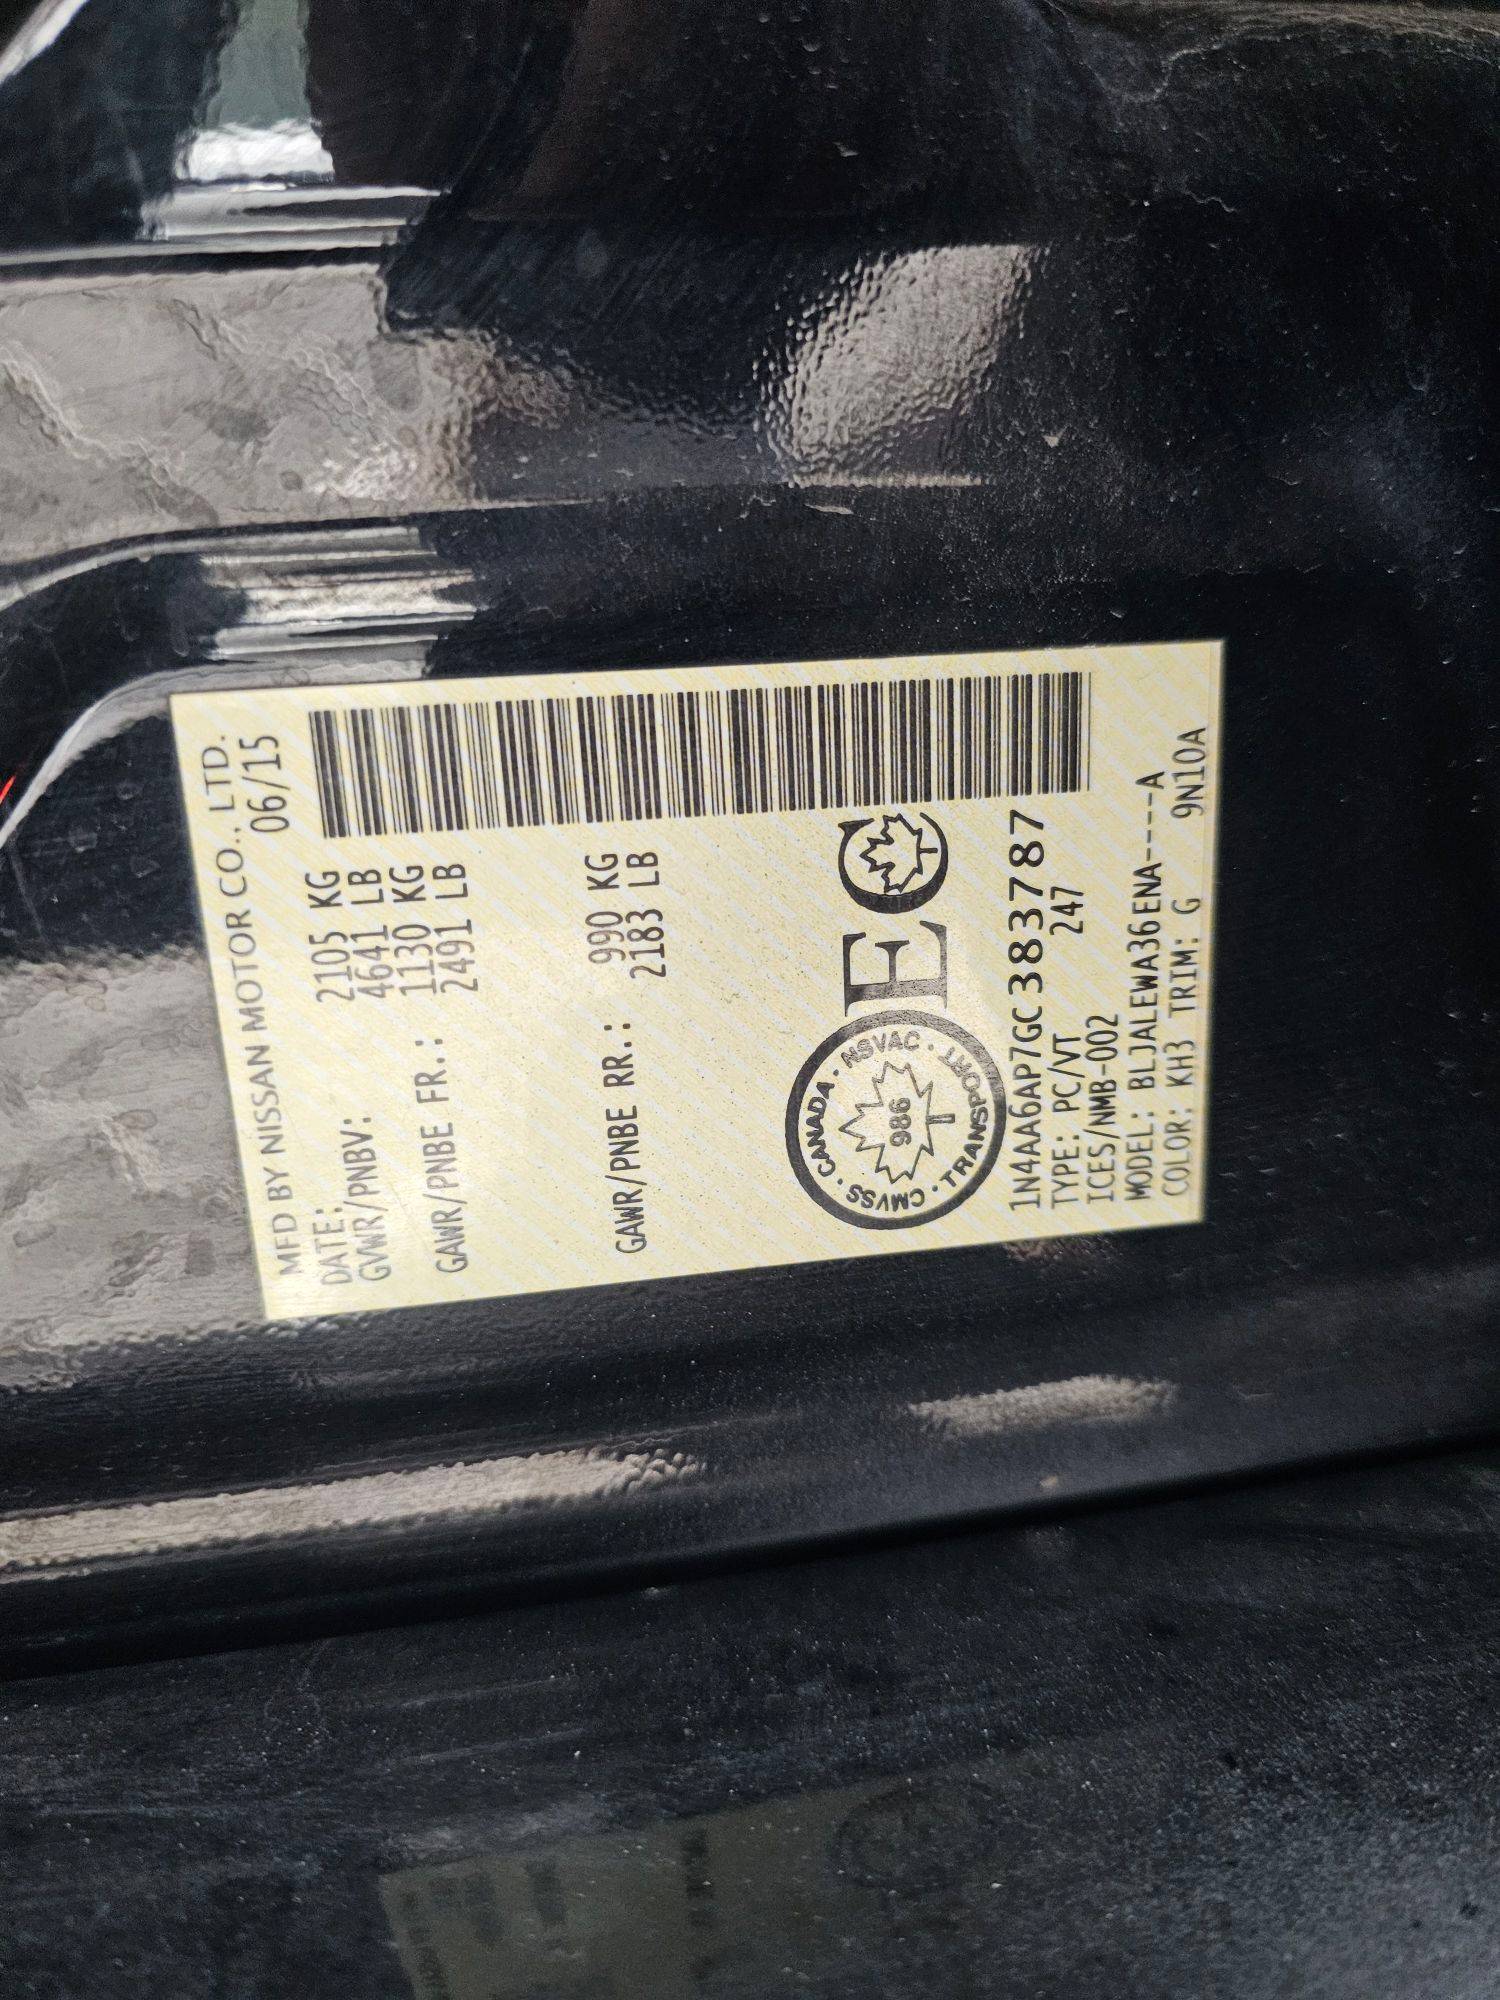 MFD BY NISSAN MOTOR CO., LTD.
DATE: 06/15
GVWR/PNBV: 2105 KG
4641 LB
GAWR/PNBE FR.: 1130 KG
2491 LB
GAWR/PNBE RR.: 990 KG
2183 LB
CMVSS · CANADA · NSVAC · TRANSPORT ·
986
EC
1N4AA6AP7GC383787
TYPE: PC/VT 247
ICES/NMB-002
MODEL: BLJALEWA36ENA----A
COLOR: KH3 TRIM: G 9N10A